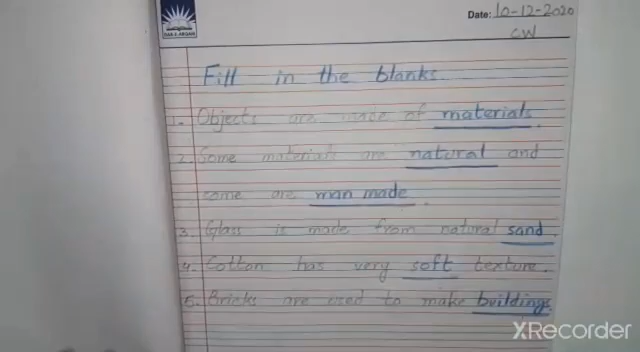 DAR-E-ARQAM
Date: 10-12-2020
CW
Fill in the blanks
1. Objects are made of materials.
2. Some materials are natural and
some are man made.
3. Glass is made from natural sand.
4. Cotton has very soft texture.
5. Bricks are used to make buildings.
XRecorder